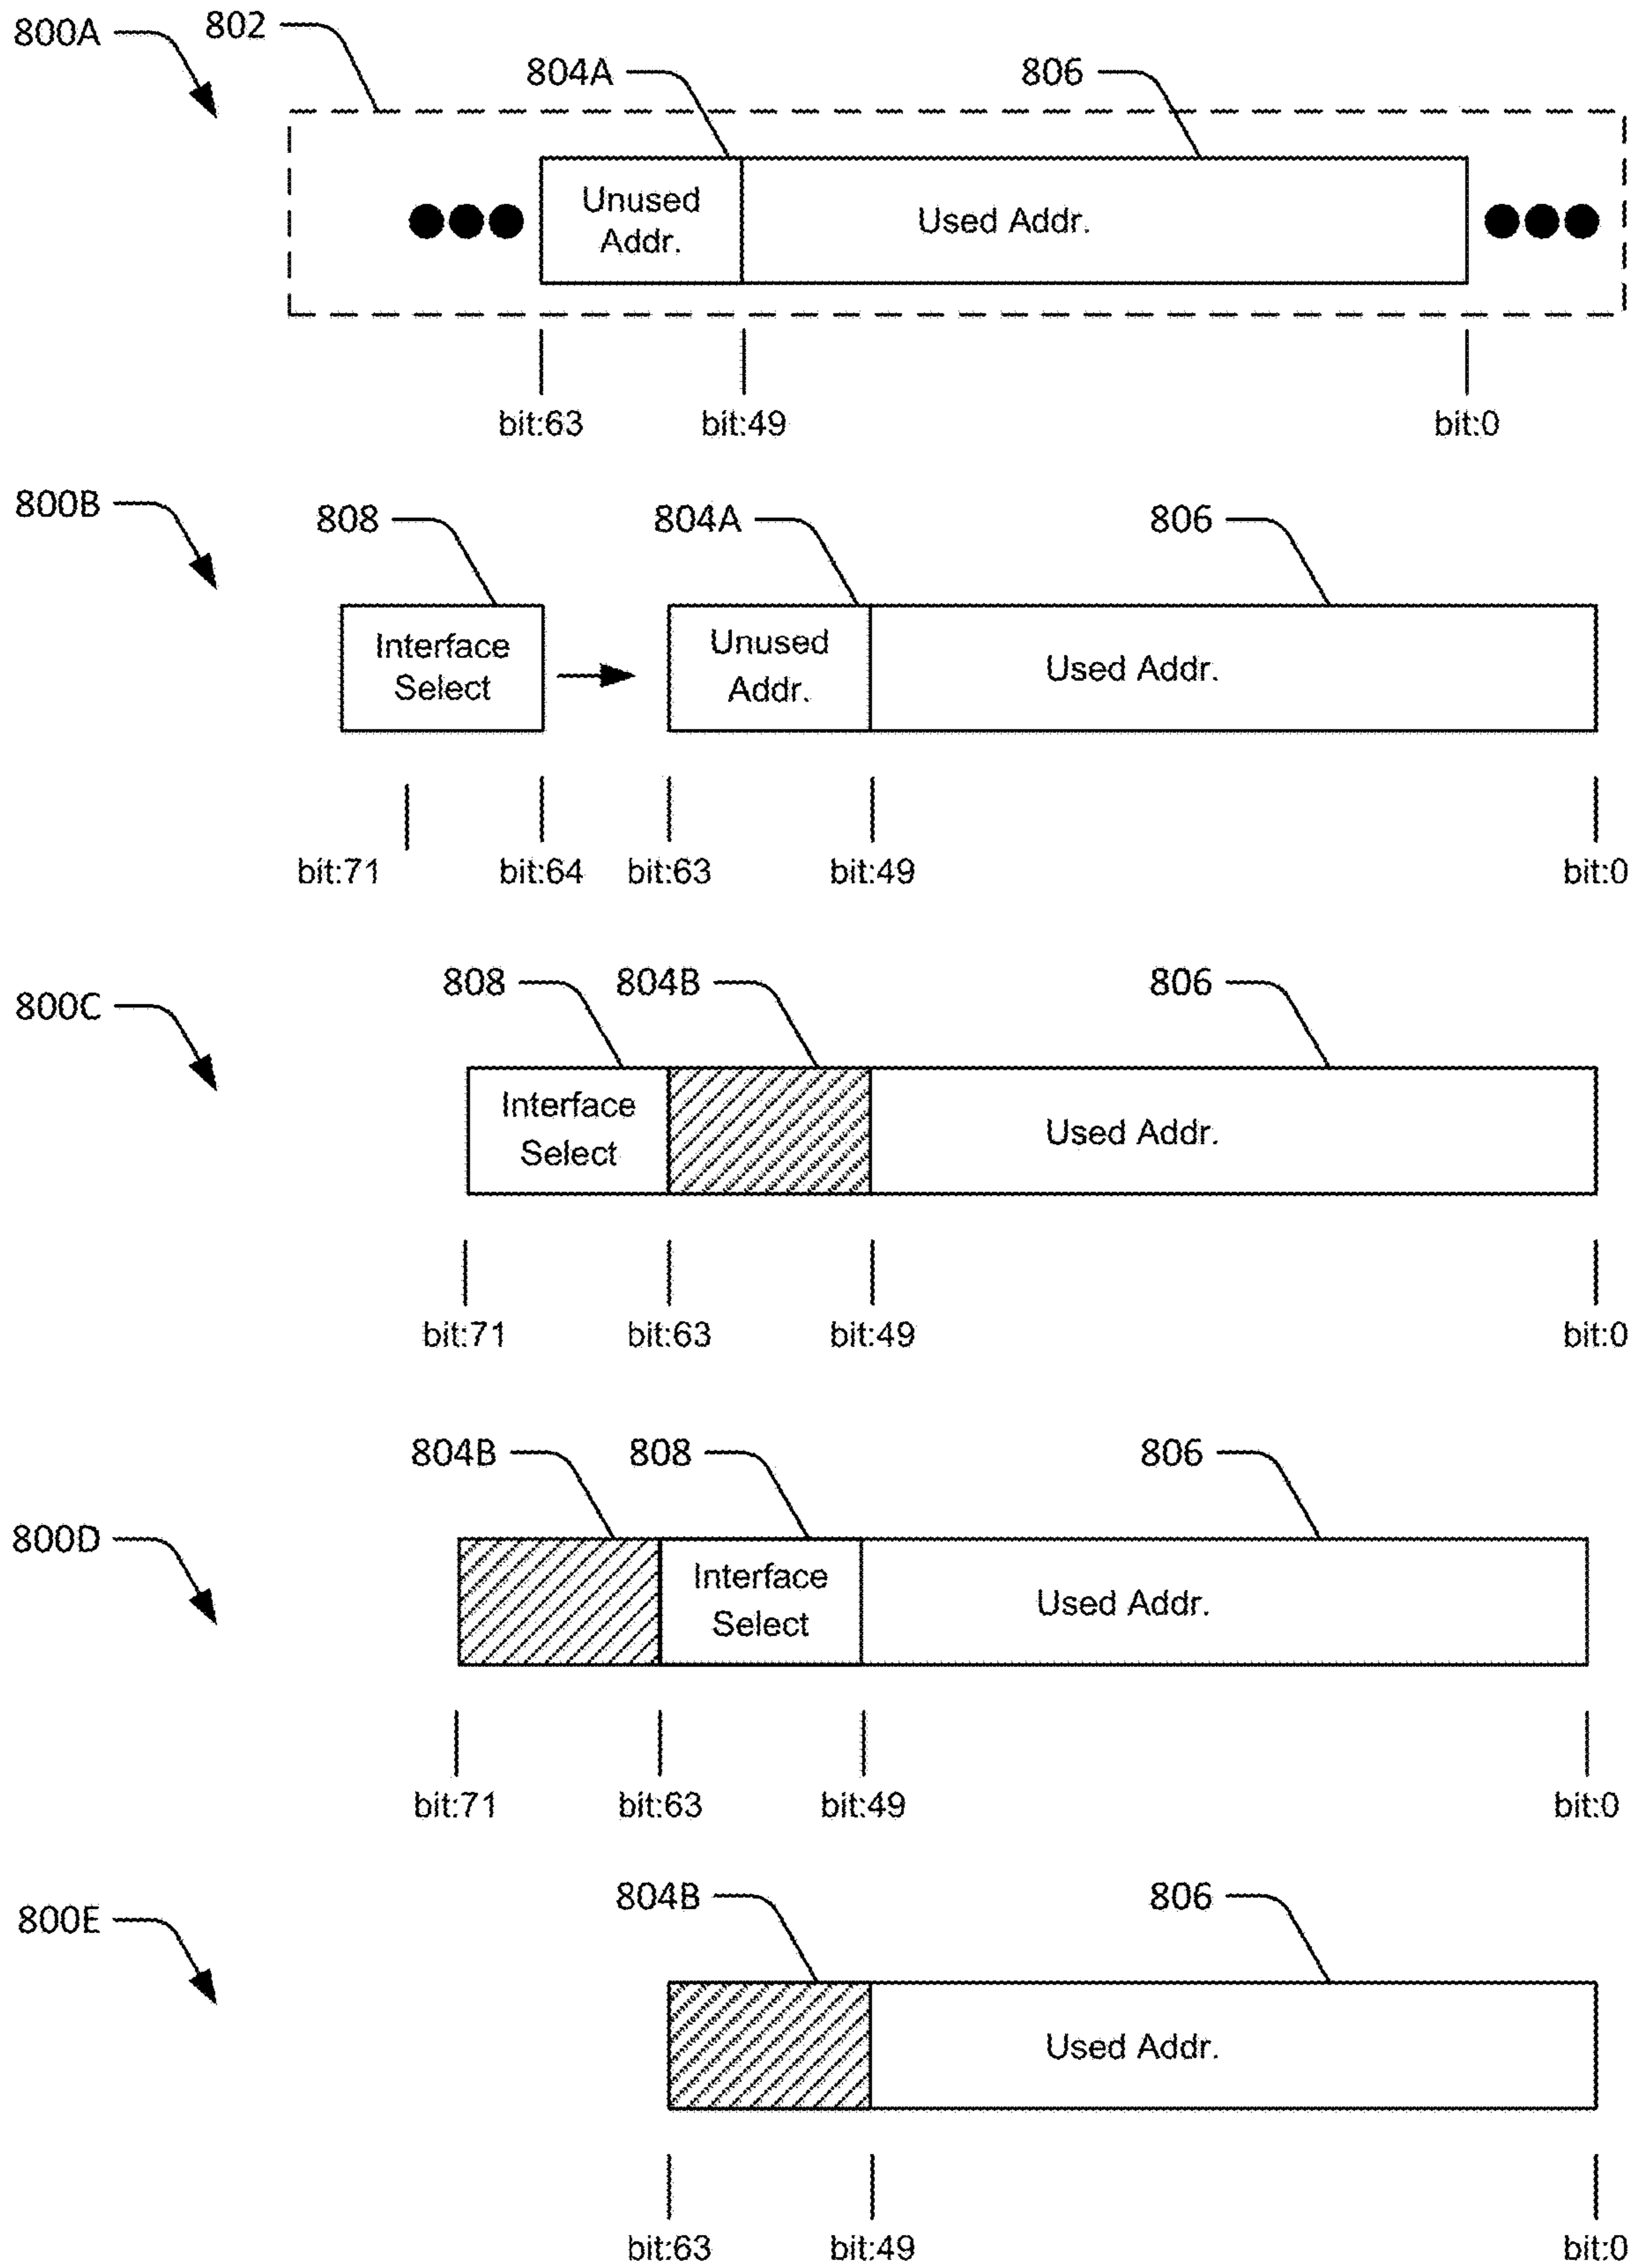 800A
802
804A
806
Unused
Addr.
Used Addr.
bit:63
bit:49
bit:0
800B
808
804A
806
Interface
Select
Unused
Addr.
Used Addr.
bit:71
bit:64
bit:63
bit:49
bit:0
800C
808
804B
806
Interface
Select
Used Addr.
bit:71
bit:63
bit:49
bit:0
800D
804B
808
806
Interface
Select
Used Addr.
bit:71
bit:63
bit:49
bit:0
800E
804B
806
Used Addr.
bit:63
bit:49
bit:0